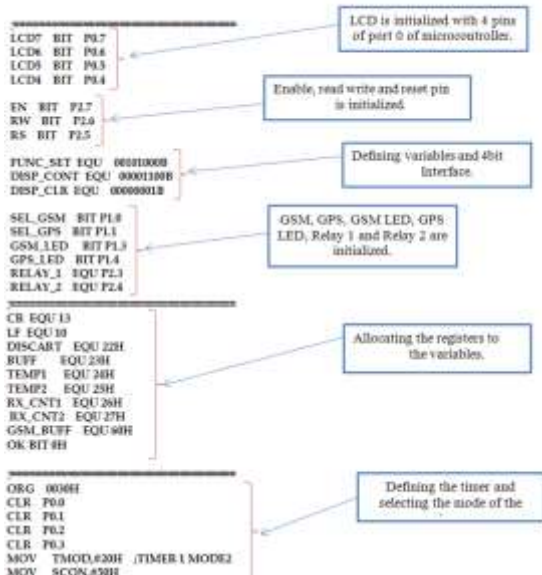 LCD7 BIT P0.7
LCD6 BIT P0.6
LCD5 BIT P0.5
LCD4 BIT P0.4
LCD is initialized with 4 pins
of port 0 of microcontroller.
EN BIT P2.7
RW BIT P2.6
RS BIT P2.5
Enable, read write and reset pin
is initialized.
FUNC_SET EQU 00101000B
DISP_CONT EQU 00001100B
DISP_CLR EQU 00000001B
Defining variables and 4bit
Interface.
SEL_GSM BIT P1.0
SEL_GPS BIT P1.1
GSM_LED BIT P1.3
GPS_LED BIT P1.4
RELAY_1 EQU P2.3
RELAY_2 EQU P2.4
GSM, GPS, GSM LED, GPS
LED, Relay 1 and Relay 2 are
initialized.
CR EQU 13
LF EQU 10
DISCART EQU 22H
BUFF EQU 23H
TEMP1 EQU 24H
TEMP2 EQU 25H
RX_CNT1 EQU 26H
RX_CNT2 EQU 27H
GSM_BUFF EQU 60H
OK BIT 0H
Allocating the registers to
the variables.
ORG 0030H
CLR P0.0
CLR P0.1
CLR P0.2
CLR P0.3
MOV TMOD,#20H ;TIMER 1 MODE2
MOV SCON,#50H
Defining the timer and
selecting the mode of the